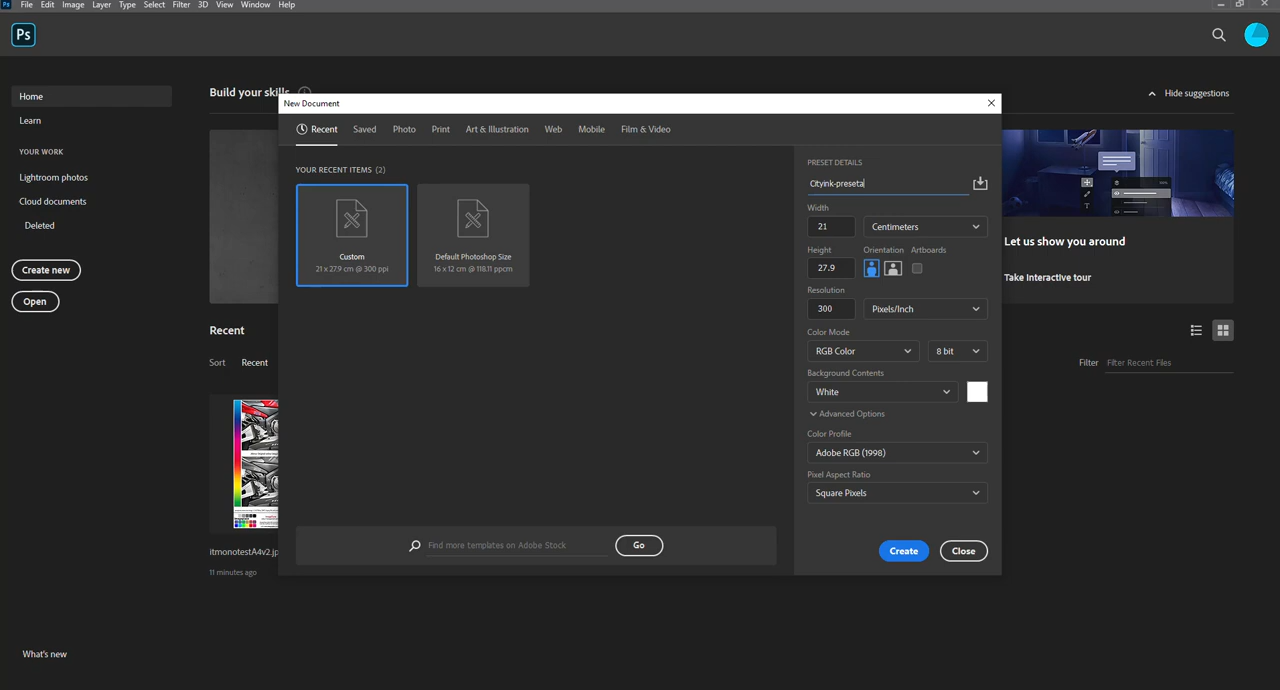 Ps File Edit Image Layer Type Select Filter 3D View Window Help
Ps
Home
Learn
YOUR WORK
Lightroom photos
Cloud documents
Deleted
Create new
Open
What's new
Build your skills
Hide suggestions
New Document
Recent Saved Photo Print Art & Illustration Web Mobile Film & Video
YOUR RECENT ITEMS (2)
Custom
21 x 27.9 cm @ 300 ppi
Default Photoshop Size
16 x 12 cm @ 118.11 ppcm
Find more templates on Adobe Stock
Go
PRESET DETAILS
Cityink-preseta
Width
21 Centimeters
Height Orientation Artboards
27.9
Resolution
300 Pixels/Inch
Color Mode
RGB Color 8 bit
Background Contents
White
Advanced Options
Color Profile
Adobe RGB (1998)
Pixel Aspect Ratio
Square Pixels
Create Close
Let us show you around
Take Interactive tour
Recent
Sort Recent
Filter Filter Recent Files
itmonotestA4v2.jp
11 minutes ago